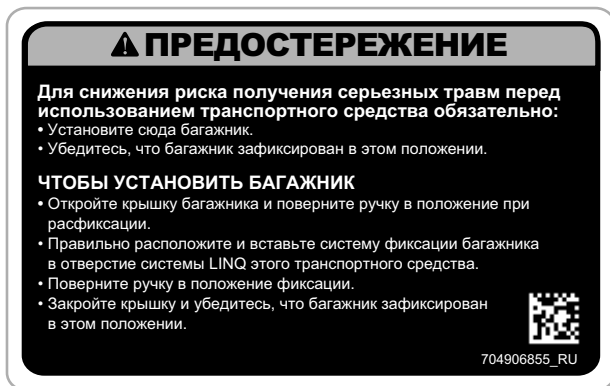 ПРЕДОСТЕРЕЖЕНИЕ
Для снижения риска получения серьезных травм перед
использованием транспортного средства обязательно:
• Установите сюда багажник.
• Убедитесь, что багажник зафиксирован в этом положении.
ЧТОБЫ УСТАНОВИТЬ БАГАЖНИК
• Откройте крышку багажника и поверните ручку в положение при
расфиксации.
• Правильно расположите и вставьте систему фиксации багажника
в отверстие системы LINQ этого транспортного средства.
• Поверните ручку в положение фиксации.
• Закройте крышку и убедитесь, что багажник зафиксирован
в этом положении.
704906855_RU